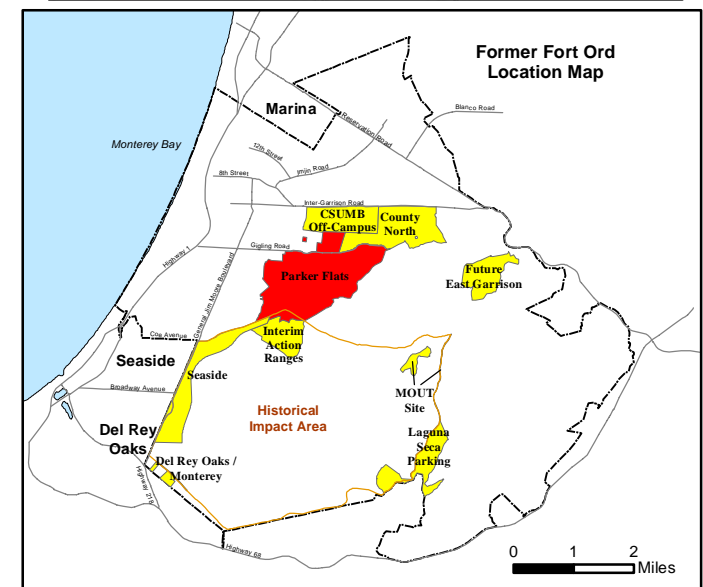 Former Fort Ord
Location Map
Marina
Blanco Road
Reservation Road
Monterey Bay
12th Street
Imjin Road
8th Street
Inter-Garrison Road
CSUMB
Off-Campus
County
North
Gigling Road
Highway 1
General Jim Moore Boulevard
Parker Flats
Future
East Garrison
Coe Avenue
Interim
Action
Ranges
Seaside
Seaside
Broadway Avenue
MOUT
Site
Historical
Impact Area
Del Rey
Oaks
Laguna
Seca
Parking
Del Rey Oaks /
Monterey
Highway 218
Highway 68
0 1 2
Miles